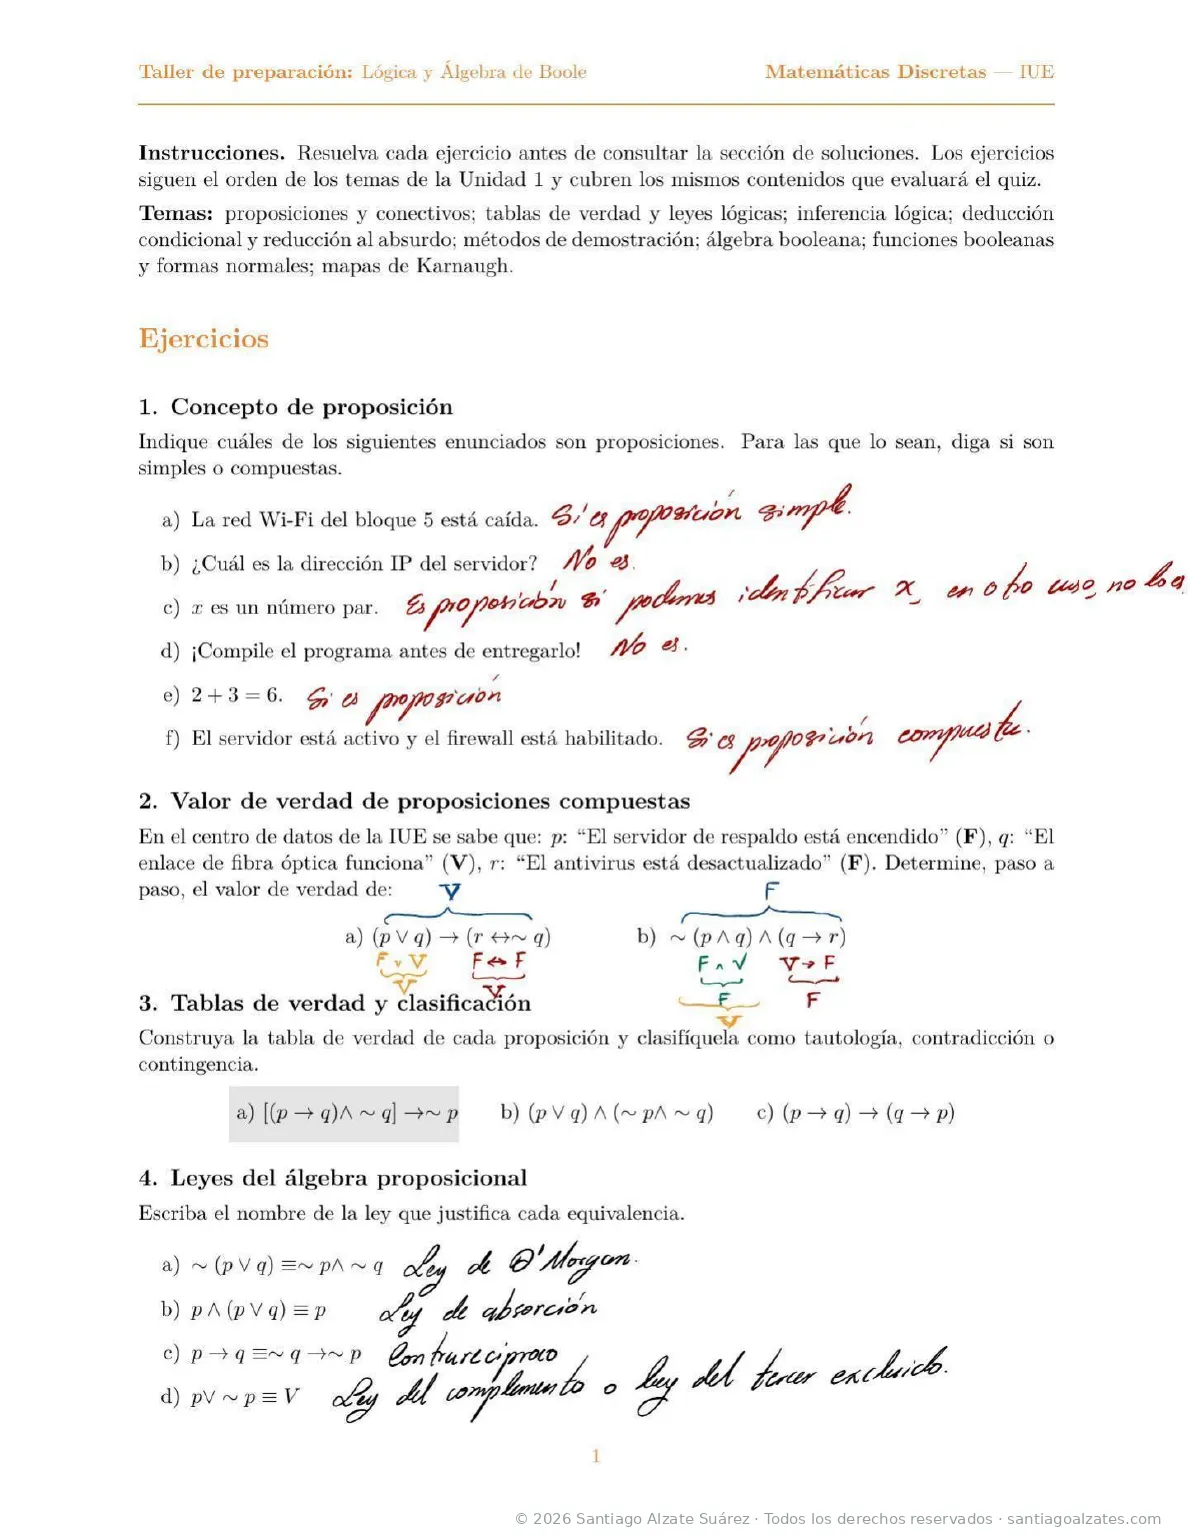 Taller de preparación: Lógica y Álgebra de Boole Matemáticas Discretas — IUE
Instrucciones. Resuelva cada ejercicio antes de consultar la sección de soluciones. Los ejercicios
siguen el orden de los temas de la Unidad 1 y cubren los mismos contenidos que evaluará el quiz.
Temas: proposiciones y conectivos; tablas de verdad y leyes lógicas; inferencia lógica; deducción
condicional y reducción al absurdo; métodos de demostración; álgebra booleana; funciones booleanas
y formas normales; mapas de Karnaugh.
Ejercicios
1. Concepto de proposición
Indique cuáles de los siguientes enunciados son proposiciones. Para las que lo sean, diga si son
simples o compuestas.
a) La red Wi-Fi del bloque 5 está caída. Sí es proposición simple.
b) ¿Cuál es la dirección IP del servidor? No es.
c) x es un número par. Es proposición si podemos identificar x, en otro caso, no lo es
d) ¡Compile el programa antes de entregarlo! No es.
e) 2 + 3 = 6. Si es proposición
f) El servidor está activo y el firewall está habilitado. Si es proposición compuesta.
2. Valor de verdad de proposiciones compuestas
En el centro de datos de la IUE se sabe que: p: “El servidor de respaldo está encendido” (F), q: “El
enlace de fibra óptica funciona” (V), r: “El antivirus está desactualizado” (F). Determine, paso a
paso, el valor de verdad de:
V F
a) (p ∨ q) → (r ↔∼ q) b) ∼ (p ∧ q) ∧ (q → r)
F ∨ V F ↔ F F ∧ V V → F
V V F F
V
3. Tablas de verdad y clasificación
Construya la tabla de verdad de cada proposición y clasifíquela como tautología, contradicción o
contingencia.
a) [(p → q)∧ ∼ q] →∼ p b) (p ∨ q) ∧ (∼ p∧ ∼ q) c) (p → q) → (q → p)
4. Leyes del álgebra proposicional
Escriba el nombre de la ley que justifica cada equivalencia.
a) ∼ (p ∨ q) ≡∼ p∧ ∼ q Ley de D'Morgan.
b) p ∧ (p ∨ q) ≡ p Ley de absorción
c) p → q ≡∼ q →∼ p Contrareciproco
d) p∨ ∼ p ≡ V Ley del complemento o ley del tercer excluido.
1
© 2026 Santiago Alzate Suárez · Todos los derechos reservados · santiagoalzates.com